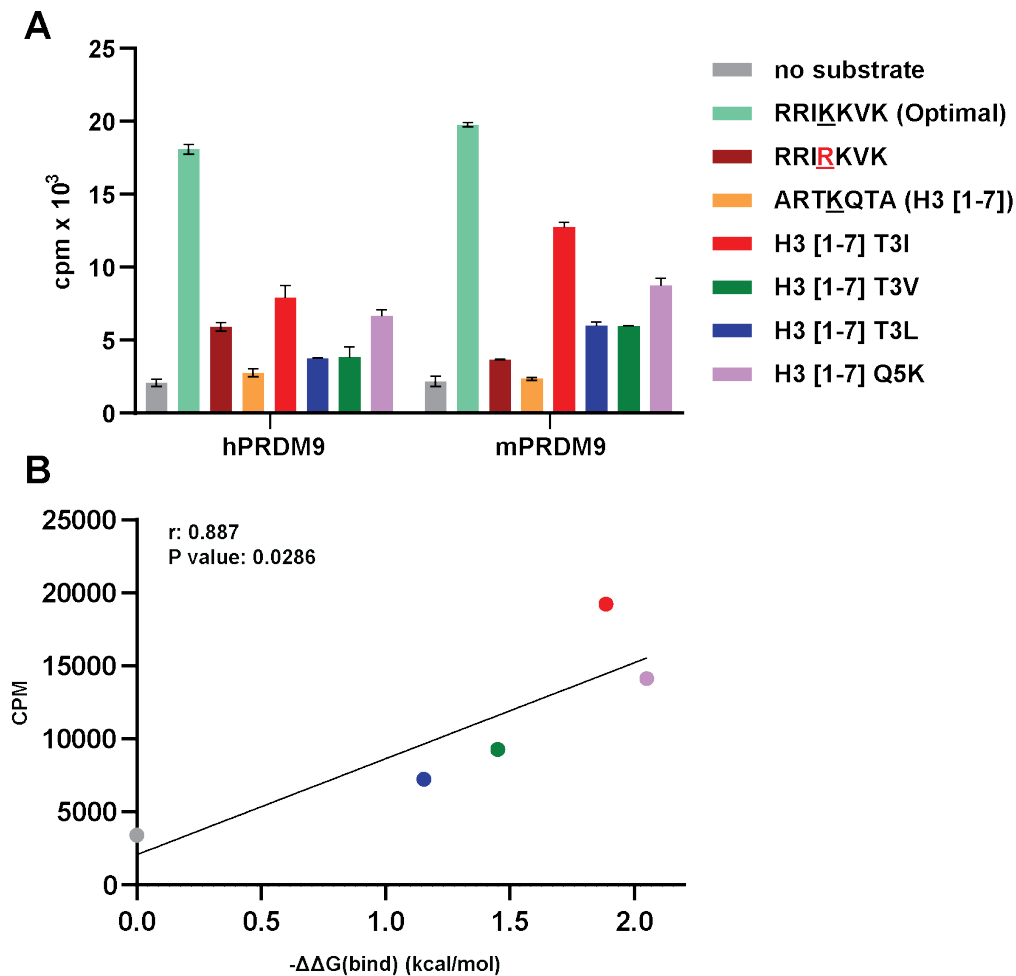 A
25
20
15
10
5
0
cpm x 10³
hPRDM9
mPRDM9
no substrate
RRIKKVK (Optimal)
RRIRKVK
ARTKQTA (H3 [1-7])
H3 [1-7] T3I
H3 [1-7] T3V
H3 [1-7] T3L
H3 [1-7] Q5K
B
r: 0.887
P value: 0.0286
25000
20000
15000
10000
5000
0
CPM
0.0
0.5
1.0
1.5
2.0
-ΔΔG(bind) (kcal/mol)